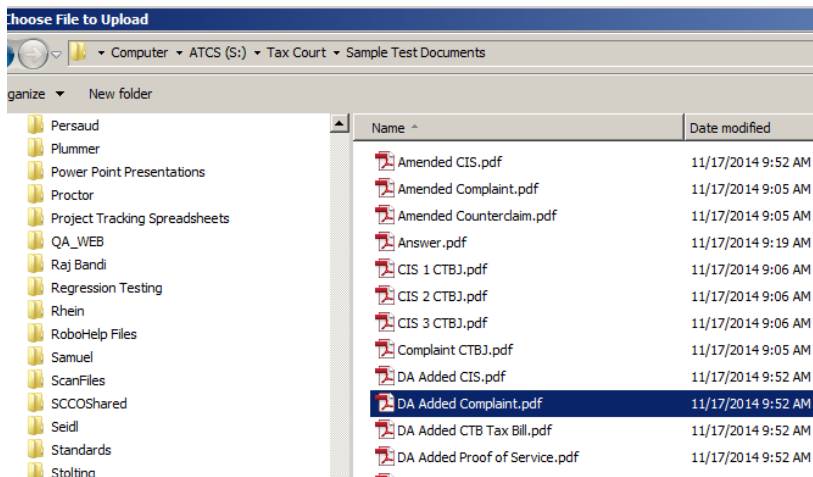 Choose File to Upload
Computer ATCS (S:) Tax Court Sample Test Documents
ganize New folder
Persaud
Plummer
Power Point Presentations
Proctor
Project Tracking Spreadsheets
QA_WEB
Raj Bandi
Regression Testing
Rhein
RoboHelp Files
Samuel
ScanFiles
SCCOShared
Seidl
Standards
Stolting
Name Date modified
Amended CIS.pdf 11/17/2014 9:52 AM
Amended Complaint.pdf 11/17/2014 9:05 AM
Amended Counterclaim.pdf 11/17/2014 9:06 AM
Answer.pdf 11/17/2014 9:19 AM
CIS 1 CTBJ.pdf 11/17/2014 9:06 AM
CIS 2 CTBJ.pdf 11/17/2014 9:06 AM
CIS 3 CTBJ.pdf 11/17/2014 9:06 AM
Complaint CTBJ.pdf 11/17/2014 9:05 AM
DA Added CIS.pdf 11/17/2014 9:52 AM
DA Added Complaint.pdf 11/17/2014 9:52 AM
DA Added CTB Tax Bill.pdf 11/17/2014 9:52 AM
DA Added Proof of Service.pdf 11/17/2014 9:52 AM